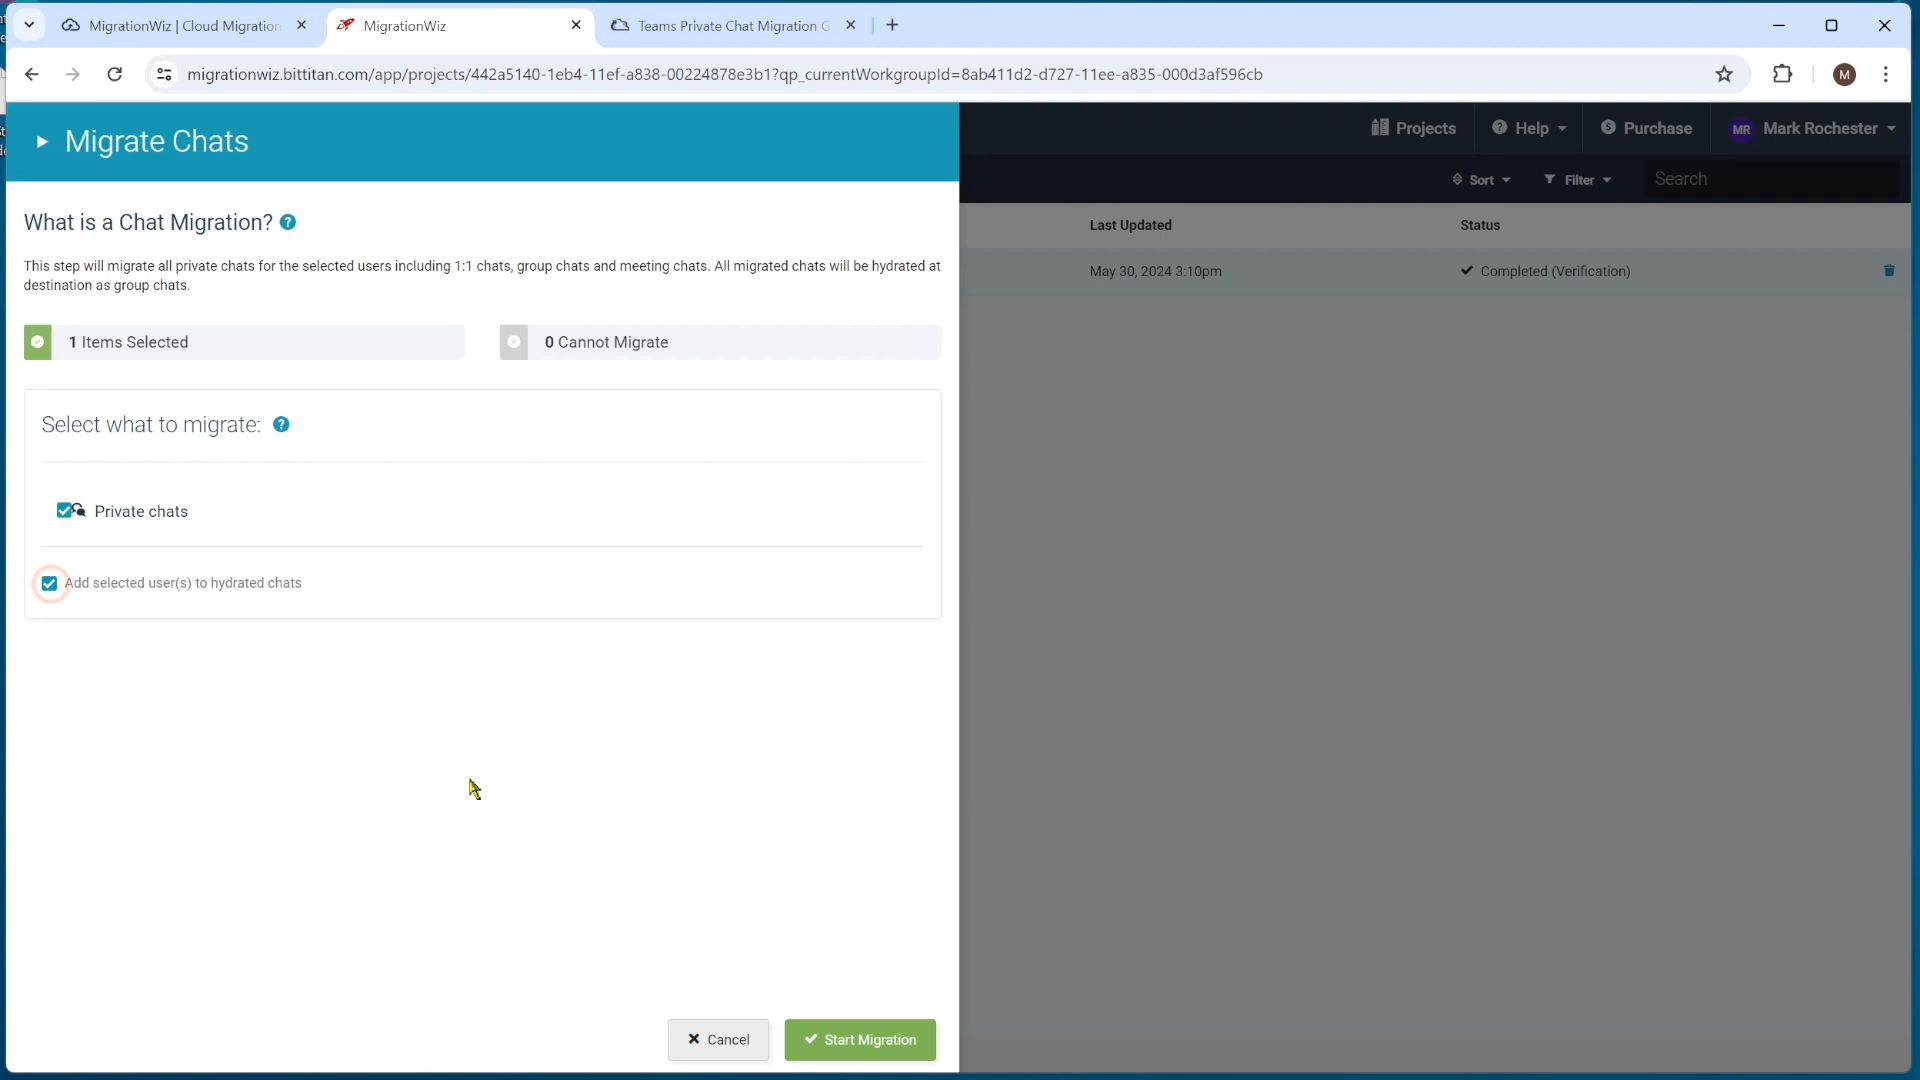 MigrationWiz | Cloud Migration
MigrationWiz
Teams Private Chat Migration G
migrationwiz.bittitan.com/app/projects/442a5140-1eb4-11ef-a838-00224878e3b1?qp_currentWorkgroupId=8ab411d2-d727-11ee-a835-000d3af596cb
M
Migrate Chats
Projects
Help
Purchase
MR Mark Rochester
Sort
Filter
Search
What is a Chat Migration? ?
Last Updated
Status
This step will migrate all private chats for the selected users including 1:1 chats, group chats and meeting chats. All migrated chats will be hydrated at
destination as group chats.
May 30, 2024 3:10pm
Completed (Verification)
1 Items Selected
0 Cannot Migrate
Select what to migrate: ?
Private chats
Add selected user(s) to hydrated chats
Cancel
Start Migration